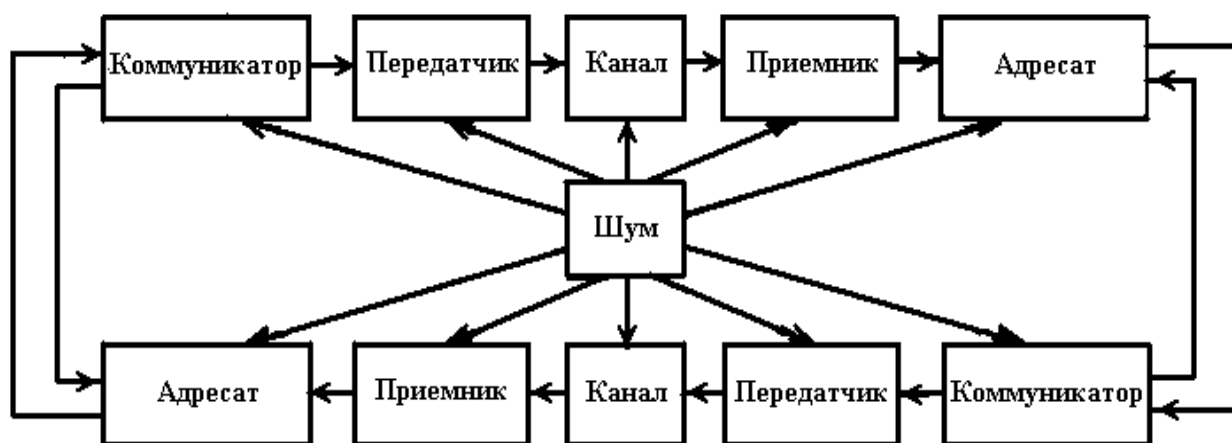 Коммуникатор
Передатчик
Канал
Приемник
Адресат
Шум
Адресат
Приемник
Канал
Передатчик
Коммуникатор